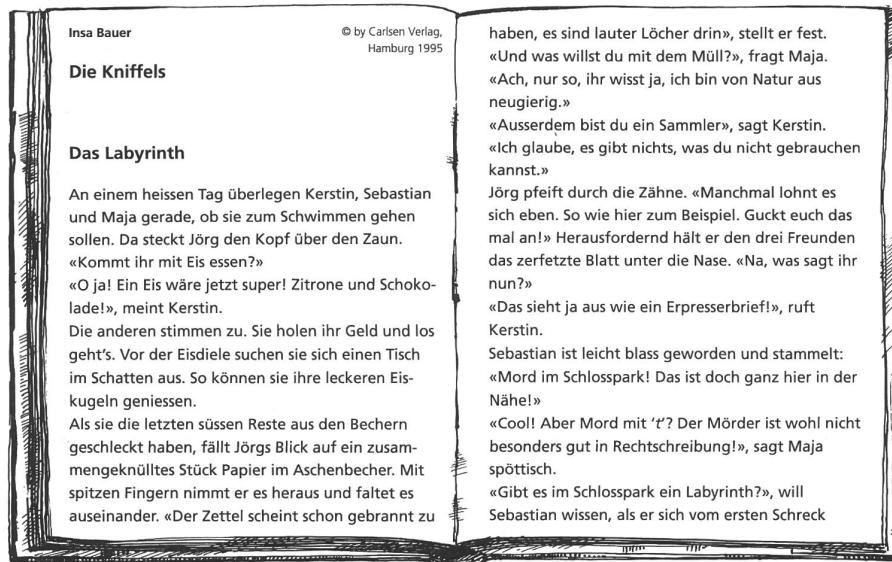 Insa Bauer
© by Carlsen Verlag,
Hamburg 1995
Die Kniffels
Das Labyrinth
An einem heissen Tag überlegen Kerstin, Sebastian
und Maja gerade, ob sie zum Schwimmen gehen
sollen. Da steckt Jörg den Kopf über den Zaun.
«Kommt ihr mit Eis essen?»
«O ja! Ein Eis wäre jetzt super! Zitrone und Schoko-
lade!», meint Kerstin.
Die anderen stimmen zu. Sie holen ihr Geld und los
geht’s. Vor der Eisdiele suchen sie sich einen Tisch
im Schatten aus. So können sie ihre leckeren Eis-
kugeln geniessen.
Als sie die letzten süssen Reste aus den Bechern
geschleckt haben, fällt Jörgs Blick auf ein zusam-
mengeknülltes Stück Papier im Aschenbecher. Mit
spitzen Fingern nimmt er es heraus und faltet es
auseinander. «Der Zettel scheint schon gebrannt zu
haben, es sind lauter Löcher drin», stellt er fest.
«Und was willst du mit dem Müll?», fragt Maja.
«Ach, nur so, ihr wisst ja, ich bin von Natur aus
neugierig.»
«Ausserdem bist du ein Sammler», sagt Kerstin.
«Ich glaube, es gibt nichts, was du nicht gebrauchen
kannst.»
Jörg pfeift durch die Zähne. «Manchmal lohnt es
sich eben. So wie hier zum Beispiel. Guckt euch das
mal an!» Herausfordernd hält er den drei Freunden
das zerfetzte Blatt unter die Nase. «Na, was sagt ihr
nun?»
«Das sieht ja aus wie ein Erpresserbrief!», ruft
Kerstin.
Sebastian ist leicht blass geworden und stammelt:
«Mord im Schlosspark! Das ist doch ganz hier in der
Nähe!»
«Cool! Aber Mord mit ‘t’? Der Mörder ist wohl nicht
besonders gut in Rechtschreibung!», sagt Maja
spöttisch.
«Gibt es im Schlosspark ein Labyrinth?», will
Sebastian wissen, als er sich vom ersten Schreck